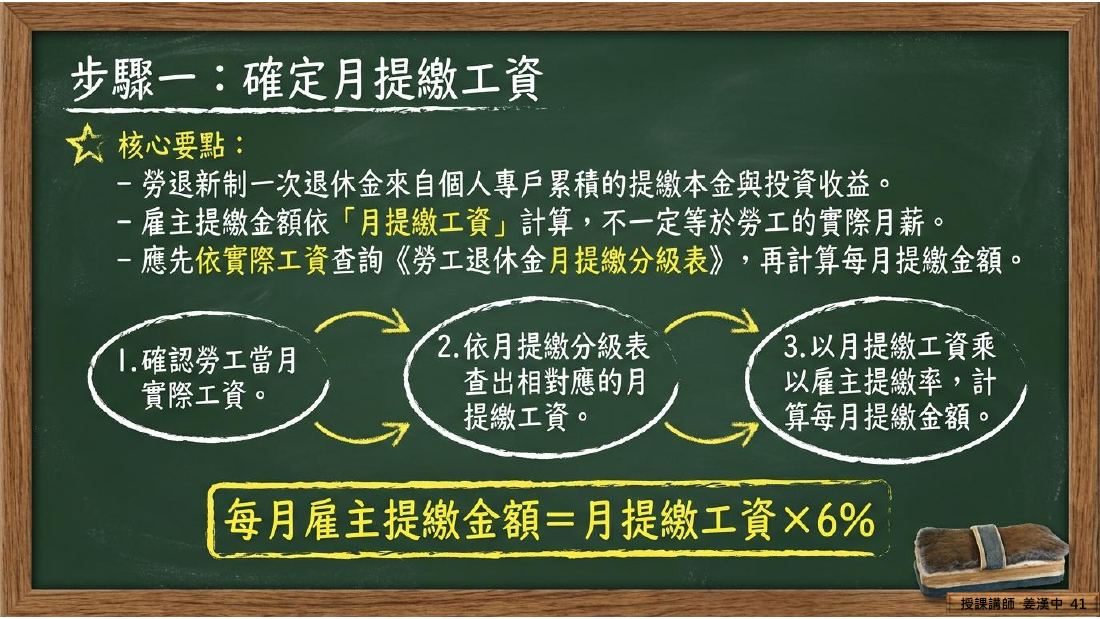 步驟一：確定月提繳工資
核心要點：
– 勞退新制一次退休金來自個人專戶累積的提繳本金與投資收益。
– 雇主提繳金額依「月提繳工資」計算，不一定等於勞工的實際月薪。
– 應先依實際工資查詢《勞工退休金月提繳分級表》，再計算每月提繳金額。
1.確認勞工當月
實際工資。
2.依月提繳分級表
查出相對應的月
提繳工資。
3.以月提繳工資乘
以雇主提繳率，計
算每月提繳金額。
每月雇主提繳金額＝月提繳工資×6%
授課講師 姜漢中 41